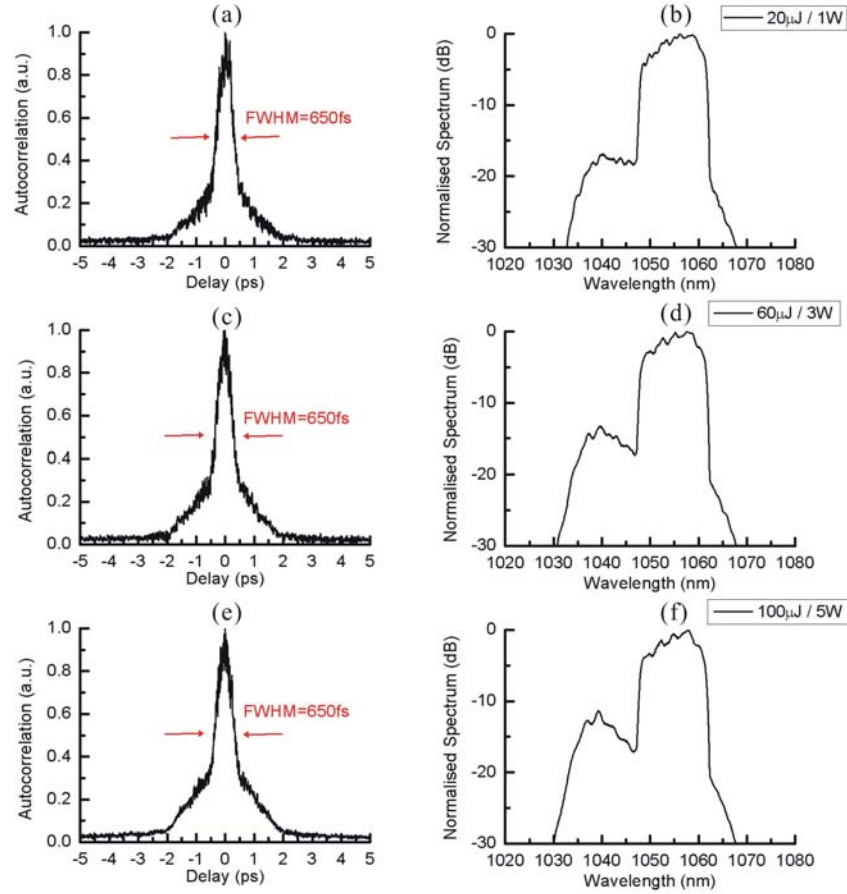 (a)
1.0
0.8
0.6
0.4
0.2
0.0
Autocorrelation (a.u.)
FWHM=650fs
-5 -4 -3 -2 -1 0 1 2 3 4 5
Delay (ps)
(b)
20µJ / 1W
0
-10
-20
-30
Normalised Spectrum (dB)
1020 1030 1040 1050 1060 1070 1080
Wavelength (nm)
(c)
1.0
0.8
0.6
0.4
0.2
0.0
Autocorrelation (a.u.)
FWHM=650fs
-5 -4 -3 -2 -1 0 1 2 3 4 5
Delay (ps)
(d)
60µJ / 3W
0
-10
-20
-30
Normalised Spectrum (dB)
1020 1030 1040 1050 1060 1070 1080
Wavelength (nm)
(e)
1.0
0.8
0.6
0.4
0.2
0.0
Autocorrelation (a.u.)
FWHM=650fs
-5 -4 -3 -2 -1 0 1 2 3 4 5
Delay (ps)
(f)
100µJ / 5W
0
-10
-20
-30
Normalised Spectrum (dB)
1020 1030 1040 1050 1060 1070 1080
Wavelength (nm)